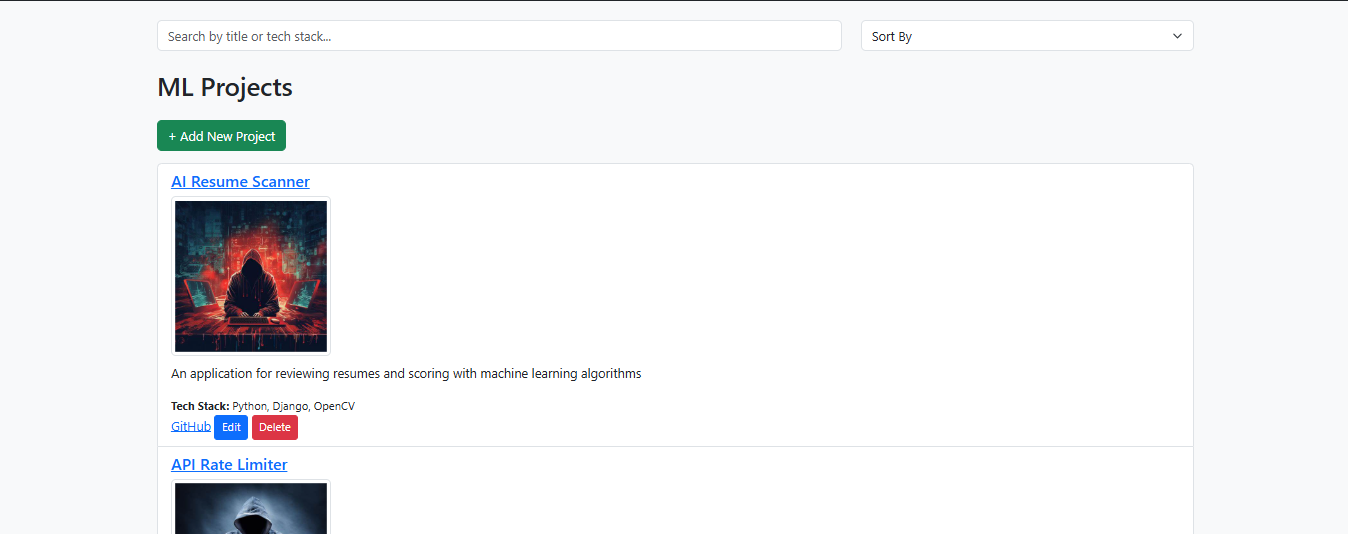 Search by title or tech stack...
Sort By
ML Projects
+ Add New Project
AI Resume Scanner
An application for reviewing resumes and scoring with machine learning algorithms
Tech Stack: Python, Django, OpenCV
GitHub Edit Delete
API Rate Limiter